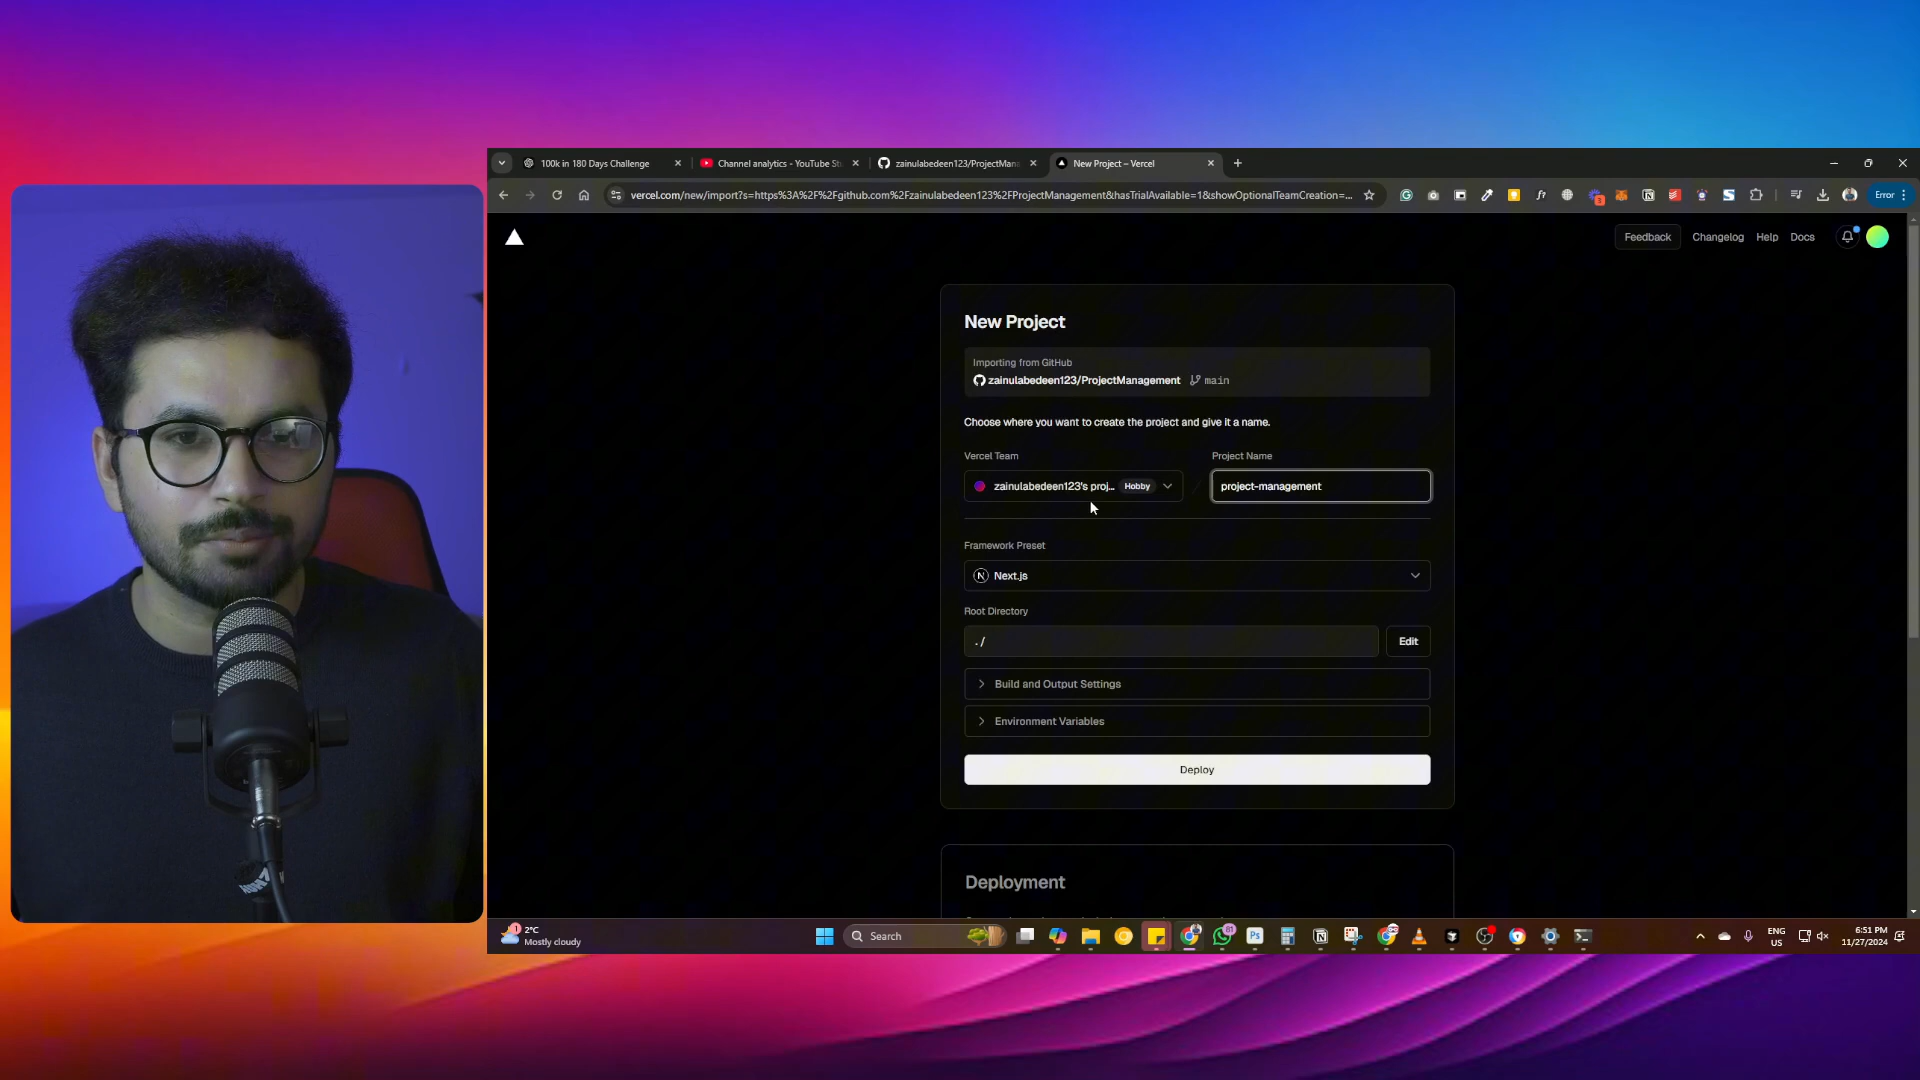 100k in 180 Days Challenge
Channel analytics - YouTube St
zainulabedeen123/ProjectMan
New Project – Vercel
vercel.com/new/import?s=https%3A%2F%2Fgithub.com%2Fzainulabedeen123%2FProjectManagement&hasTrialAvailable=1&showOptionalTeamCreation=...
Error
Feedback
Changelog
Help
Docs
New Project
Importing from GitHub
zainulabedeen123/ProjectManagement
main
Choose where you want to create the project and give it a name.
Vercel Team
Project Name
zainulabedeen123's proj...
Hobby
project-management
Framework Preset
Next.js
Root Directory
./
Edit
Build and Output Settings
Environment Variables
Deploy
Deployment
2°C
Mostly cloudy
Search
ENG
US
6:51 PM
11/27/2024